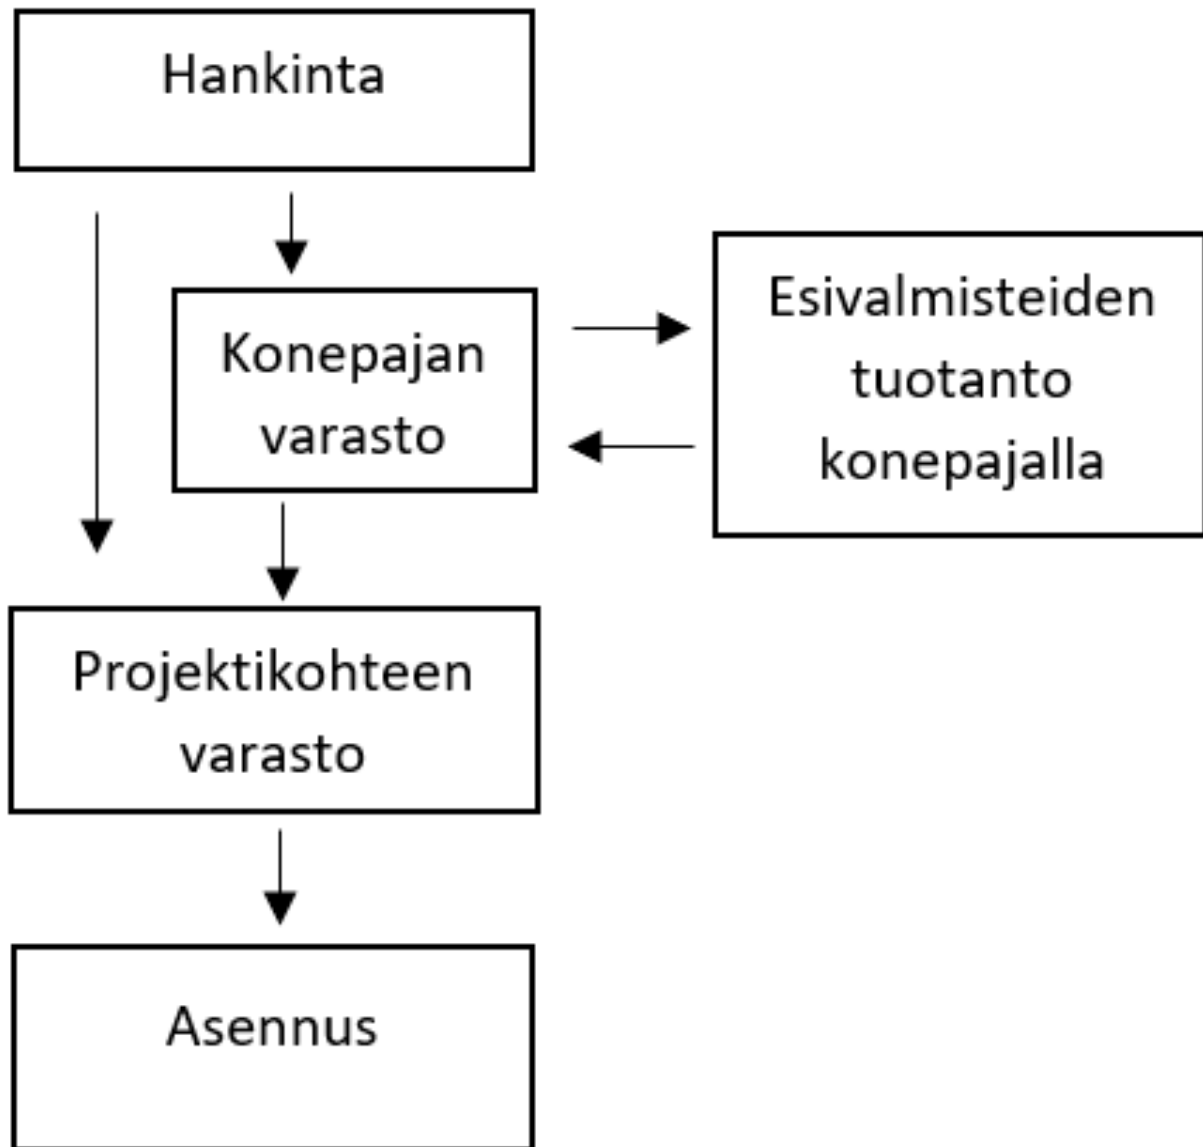 Hankinta
Konepajan
varasto
Esivalmisteiden
tuotanto
konepajalla
Projektikohteen
varasto
Asennus